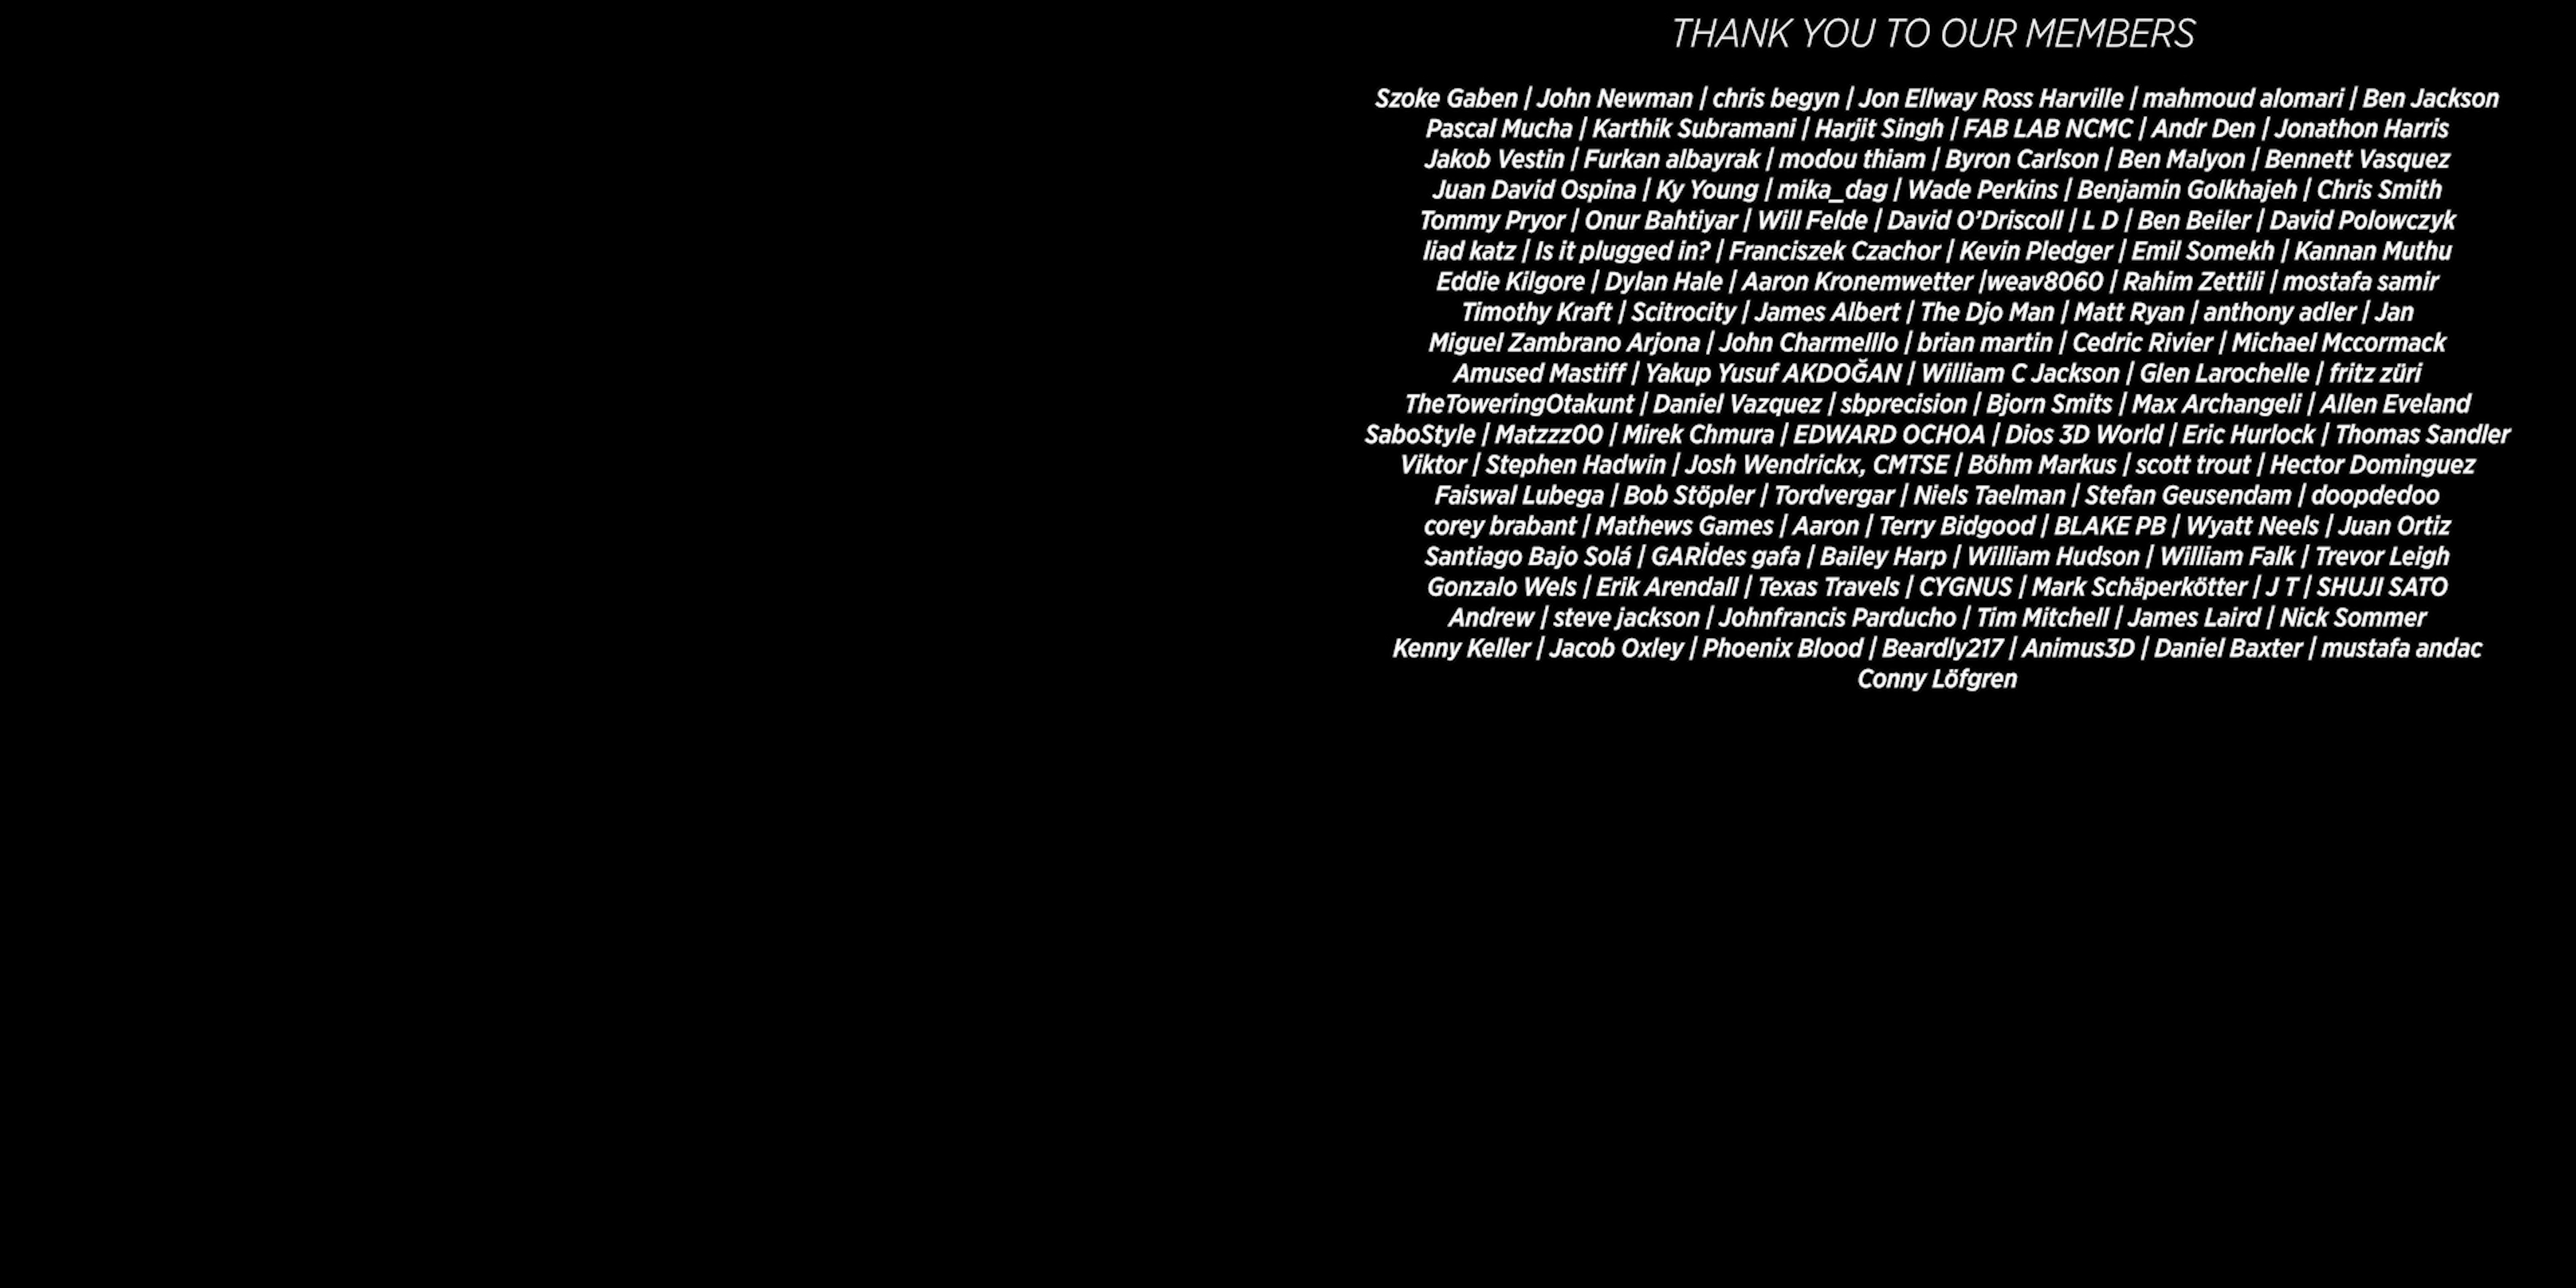 THANK YOU TO OUR MEMBERS
Szoke Gaben | John Newman | chris begyn | Jon Ellway Ross Harville | mahmoud alomari | Ben Jackson
Pascal Mucha | Karthik Subramani | Harjit Singh | FAB LAB NCMC | Andr Den | Jonathon Harris
Jakob Vestin | Furkan albayrak | modou thiam | Byron Carlson | Ben Malyon | Bennett Vasquez
Juan David Ospina | Ky Young | mika_dag | Wade Perkins | Benjamin Golkhajeh | Chris Smith
Tommy Pryor | Onur Bahtiyar | Will Felde | David O’Driscoll | L D | Ben Beiler | David Polowczyk
liad katz | Is it plugged in? | Franciszek Czachor | Kevin Pledger | Emil Somekh | Kannan Muthu
Eddie Kilgore | Dylan Hale | Aaron Kronemwetter |weav8060 | Rahim Zettili | mostafa samir
Timothy Kraft | Scitrocity | James Albert | The Djo Man | Matt Ryan | anthony adler | Jan
Miguel Zambrano Arjona | John Charmelllo | brian martin | Cedric Rivier | Michael Mccormack
Amused Mastiff | Yakup Yusuf AKDOĞAN | William C Jackson | Glen Larochelle | fritz züri
TheToweringOtakunt | Daniel Vazquez | sbprecision | Bjorn Smits | Max Archangeli | Allen Eveland
SaboStyle | Matzzz00 | Mirek Chmura | EDWARD OCHOA | Dios 3D World | Eric Hurlock | Thomas Sandler
Viktor | Stephen Hadwin | Josh Wendrickx, CMTSE | Böhm Markus | scott trout | Hector Dominguez
Faiswal Lubega | Bob Stöpler | Tordvergar | Niels Taelman | Stefan Geusendam | doopdedoo
corey brabant | Mathews Games | Aaron | Terry Bidgood | BLAKE PB | Wyatt Neels | Juan Ortiz
Santiago Bajo Solá | GARİdes gafa | Bailey Harp | William Hudson | William Falk | Trevor Leigh
Gonzalo Wels | Erik Arendall | Texas Travels | CYGNUS | Mark Schäperkötter | J T | SHUJI SATO
Andrew | steve jackson | Johnfrancis Parducho | Tim Mitchell | James Laird | Nick Sommer
Kenny Keller | Jacob Oxley | Phoenix Blood | Beardly217 | Animus3D | Daniel Baxter | mustafa andac
Conny Löfgren